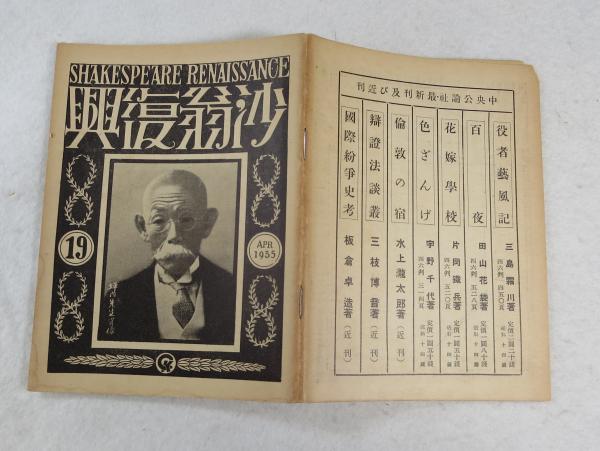 SHAKESPEARE RENAISSANCE
沙翁復興
19
APR
1935
中央公論社・最新刊及び近刊
役者藝風記 三島霜川著
百夜 田山花袋著
花嫁學校 片岡鐵兵著
色ざんげ 宇野千代著
倫敦の宿 水上瀧太郎著（近刊）
辯證法談叢 三枝博音著（近刊）
國際紛爭史考 板倉卓造著（近刊）